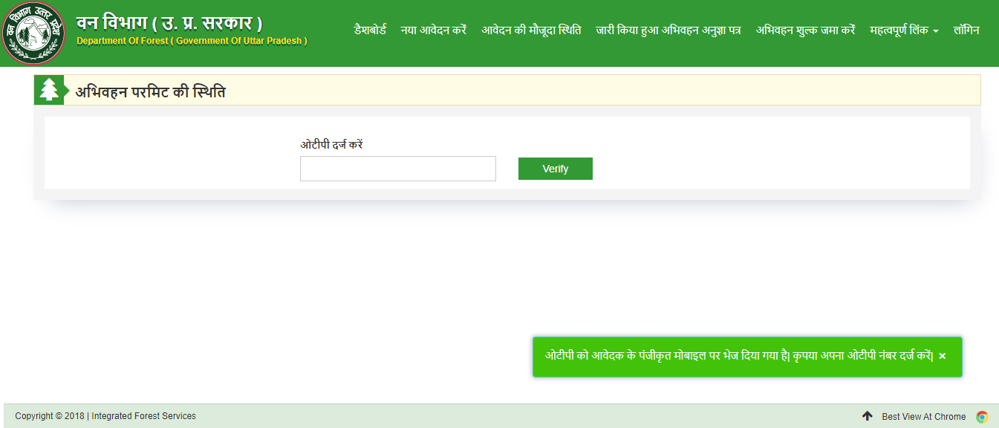 वन विभाग उत्तर प्रदेश
वन विभाग ( उ. प्र. सरकार )
Department Of Forest ( Government Of Uttar Pradesh )
डैशबोर्ड नया आवेदन करें आवेदन की मौजूदा स्थिति जारी किया हुआ अभिवहन अनुज्ञा पत्र अभिवहन शुल्क जमा करें महत्वपूर्ण लिंक लॉगिन
अभिवहन परमिट की स्थिति
ओटीपी दर्ज करें
Verify
ओटीपी को आवेदक के पंजीकृत मोबाइल पर भेज दिया गया है| कृपया अपना ओटीपी नंबर दर्ज करें| ×
Copyright © 2018 | Integrated Forest Services
Best View At Chrome